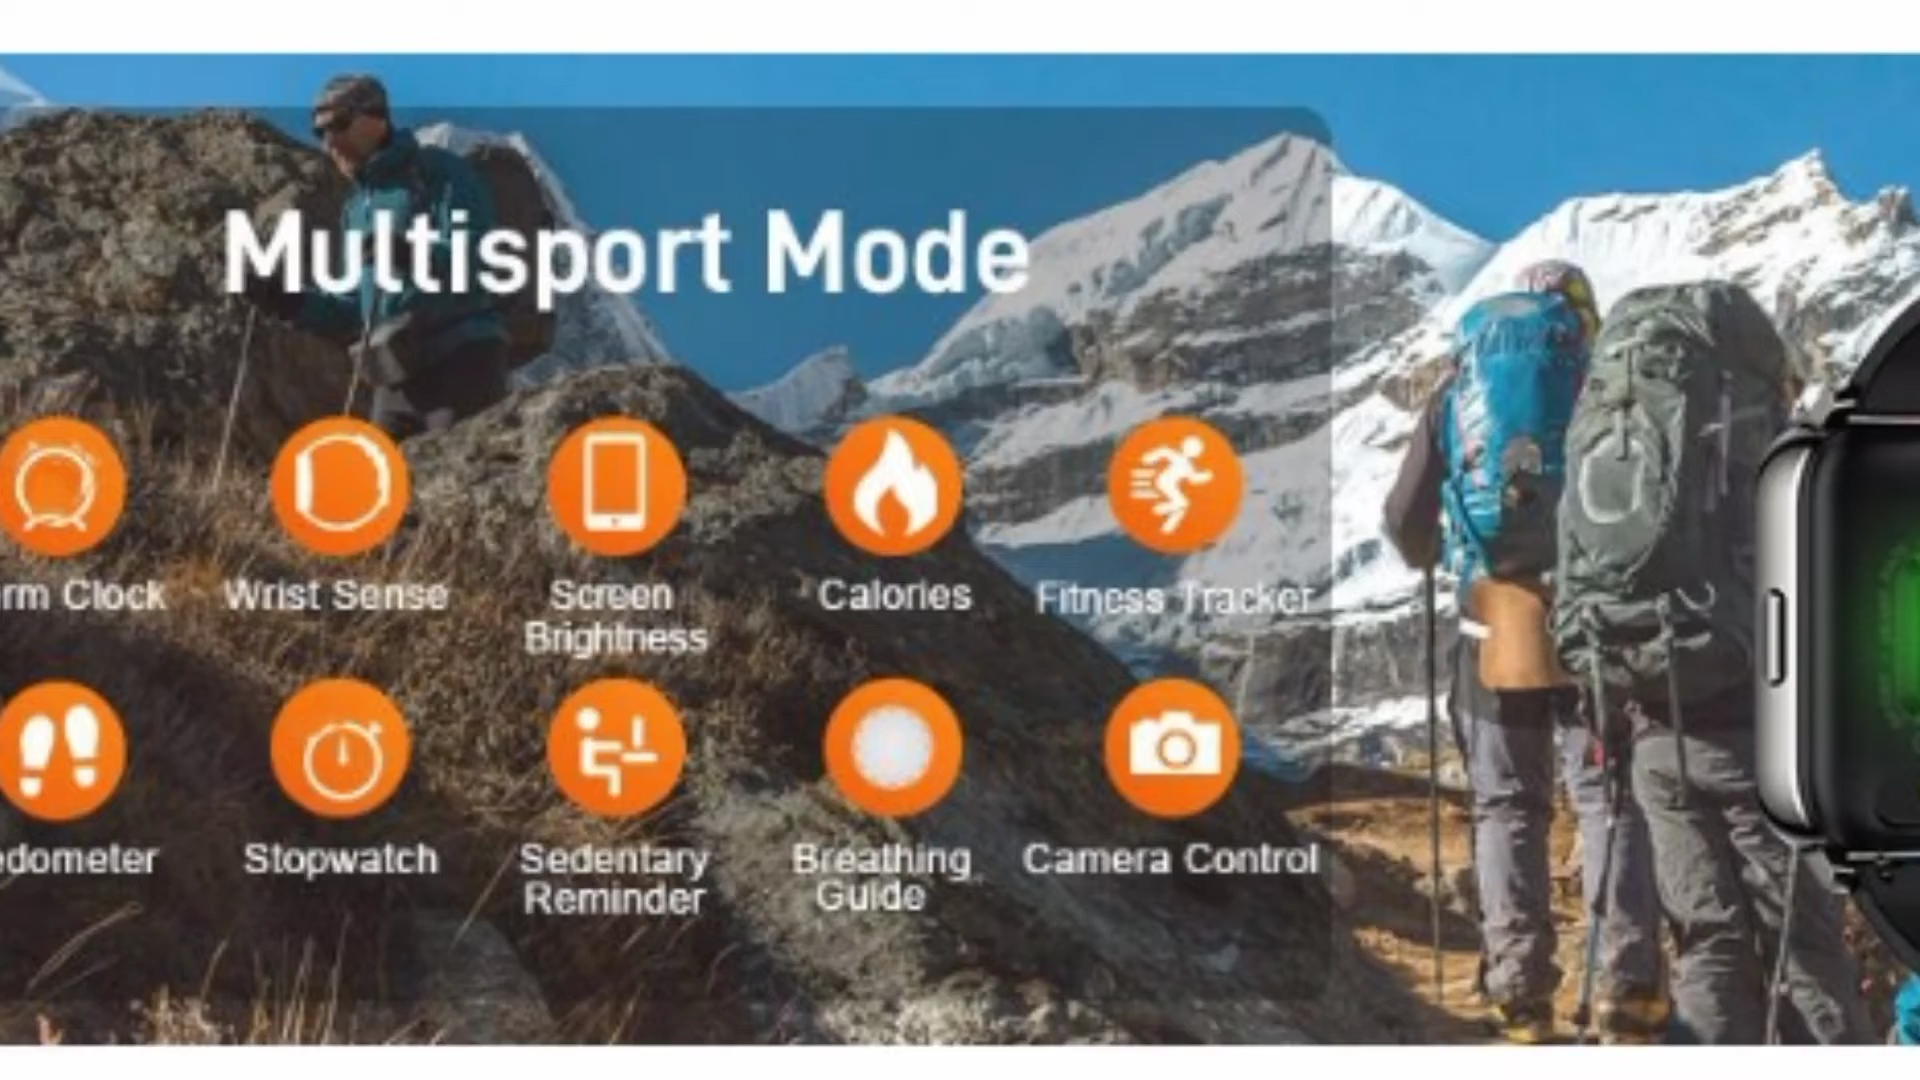 Multisport Mode
rm Clock
Wrist Sense
Screen
Brightness
Calories
Fitness Tracker
edometer
Stopwatch
Sedentary
Reminder
Breathing
Guide
Camera Control